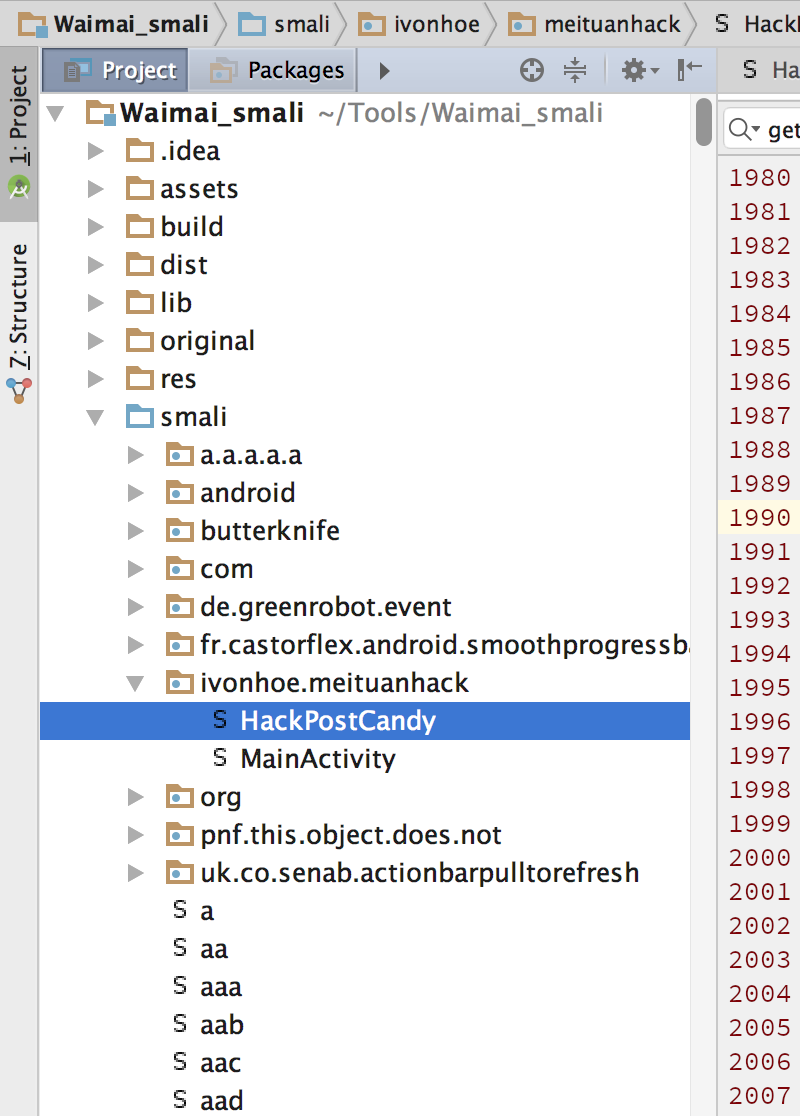 Waimai_smali smali ivonhoe meituanhack S Hack
1: Project
Z: Structure
Project Packages
S Ha
Waimai_smali ~/Tools/Waimai_smali
get
.idea
assets
build
dist
lib
original
res
smali
a.a.a.a.a
android
butterknife
com
de.greenrobot.event
fr.castorflex.android.smoothprogressba
ivonhoe.meituanhack
S HackPostCandy
S MainActivity
org
pnf.this.object.does.not
uk.co.senab.actionbarpulltorefresh
S a
S aa
S aaa
S aab
S aac
S aad
1980
1981
1982
1983
1984
1985
1986
1987
1988
1989
1990
1991
1992
1993
1994
1995
1996
1997
1998
1999
2000
2001
2002
2003
2004
2005
2006
2007